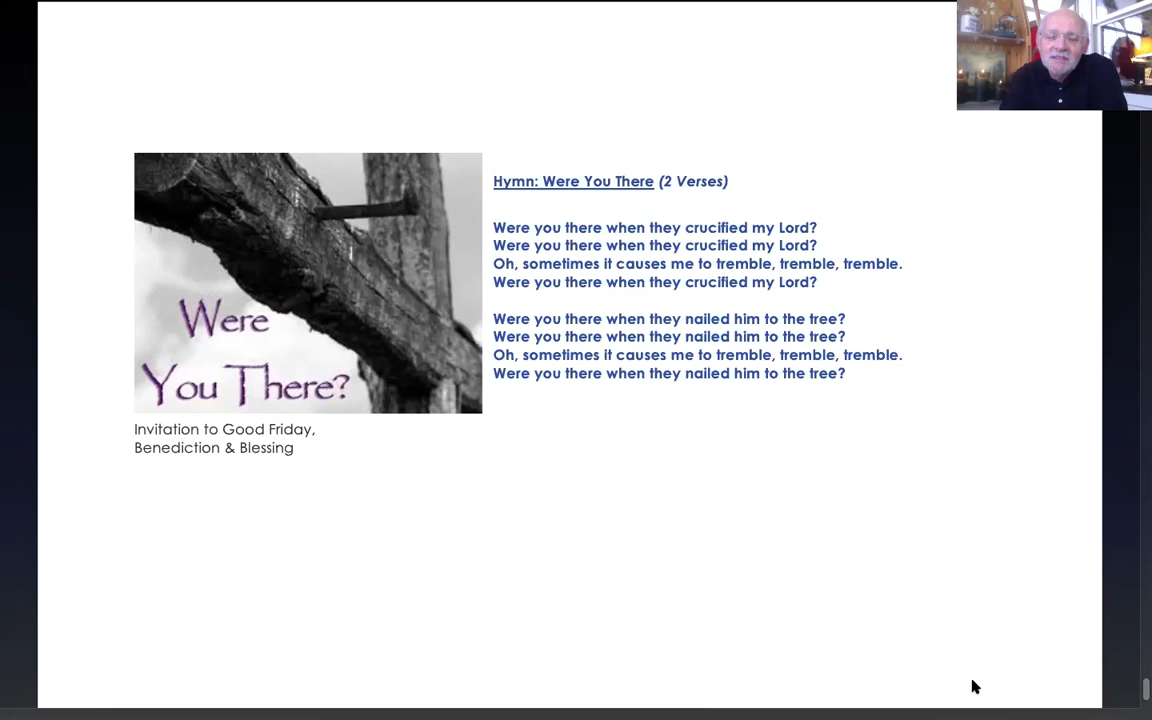 Were
You There?
Invitation to Good Friday,
Benediction & Blessing
Hymn: Were You There (2 Verses)
Were you there when they crucified my Lord?
Were you there when they crucified my Lord?
Oh, sometimes it causes me to tremble, tremble, tremble.
Were you there when they crucified my Lord?
Were you there when they nailed him to the tree?
Were you there when they nailed him to the tree?
Oh, sometimes it causes me to tremble, tremble, tremble.
Were you there when they nailed him to the tree?